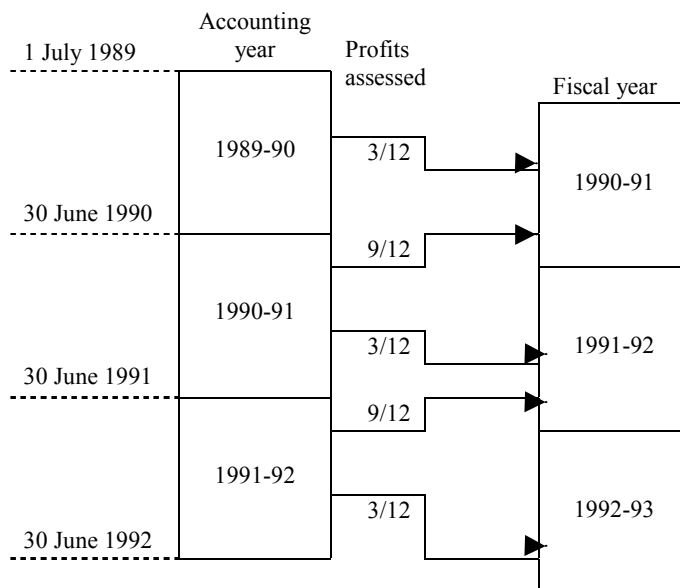 Accounting
year
1 July 1989
Profits
assessed
Fiscal year
1989-90
3/12
1990-91
30 June 1990
9/12
1990-91
3/12
1991-92
30 June 1991
9/12
1991-92
3/12
1992-93
30 June 1992